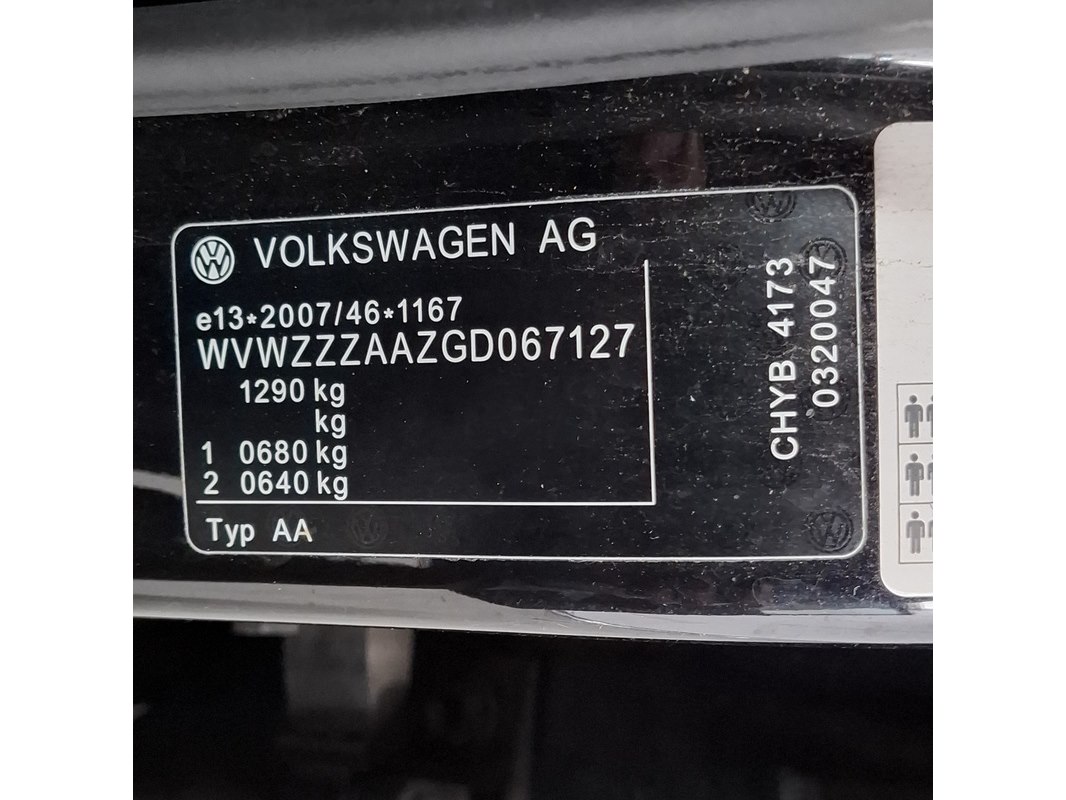 VOLKSWAGEN AG
e13*2007/46*1167
WVWZZZAAZGD067127
1290 kg
kg
1 0680 kg
2 0640 kg
Typ AA
CHYB 4173
0320047